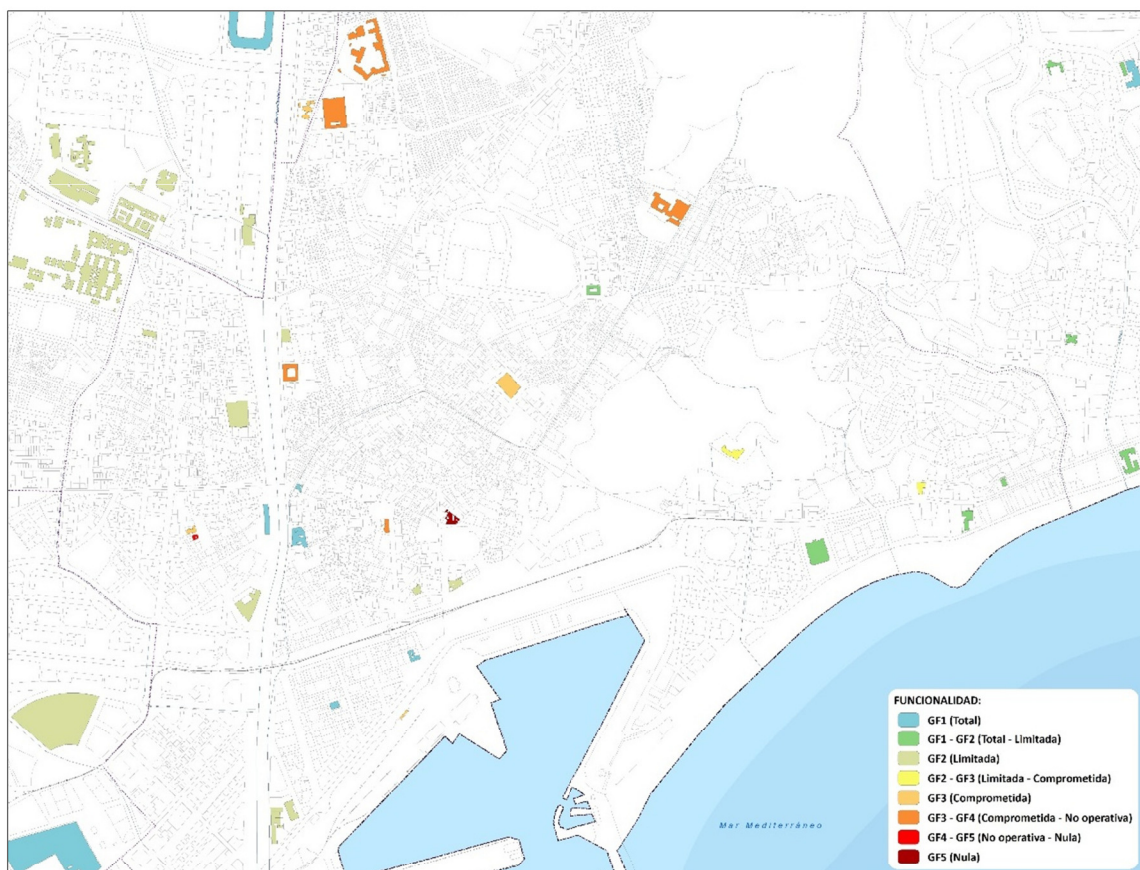 Mar Mediterráneo
FUNCIONALIDAD:
GF1 (Total)
GF1 - GF2 (Total - Limitada)
GF2 (Limitada)
GF2 - GF3 (Limitada - Comprometida)
GF3 (Comprometida)
GF3 - GF4 (Comprometida - No operativa)
GF4 - GF5 (No operativa - Nula)
GF5 (Nula)